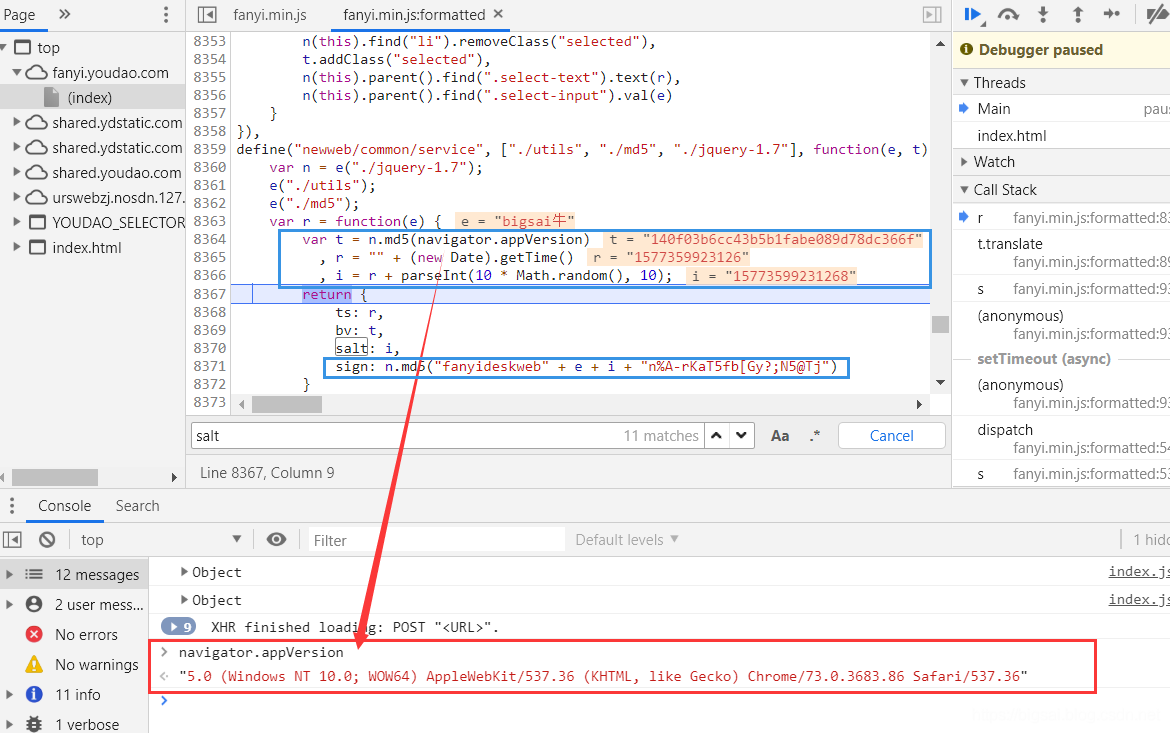 Page
fanyi.min.js
fanyi.min.js:formatted
top
fanyi.youdao.com
(index)
shared.ydstatic.com
shared.ydstatic.com
shared.youdao.com
urswebzj.nosdn.127.
YOUDAO_SELECTOR
index.html
8353 n(this).find("li").removeClass("selected"),
8354 t.addClass("selected"),
8355 n(this).parent().find(".select-text").text(r),
8356 n(this).parent().find(".select-input").val(e)
8357 }
8358 }),
8359 define("newweb/common/service", ["./utils", "./md5", "./jquery-1.7"], function(e, t)
8360 var n = e("./jquery-1.7");
8361 e("./utils");
8362 e("./md5");
8363 var r = function(e) { e = "bigsai牛"
8364 var t = n.md5(navigator.appVersion) t = "140f03b6cc43b5b1fabe089d78dc366f"
8365 , r = "" + (new Date).getTime() r = "1577359923126"
8366 , i = r + parseInt(10 * Math.random(), 10); i = "15773599231268"
8367 return {
8368 ts: r,
8369 bv: t,
8370 salt: i,
8371 sign: n.md5("fanyideskweb" + e + i + "n%A-rKaT5fb[Gy?;N5@Tj")
8372 }
8373
salt
11 matches
Aa
.*
Cancel
Line 8367, Column 9
Debugger paused
Threads
Main paus
index.html
Watch
Call Stack
r fanyi.min.js:formatted:83
t.translate
fanyi.min.js:formatted:89
s fanyi.min.js:formatted:93
(anonymous)
fanyi.min.js:formatted:93
setTimeout (async)
(anonymous)
fanyi.min.js:formatted:93
dispatch
fanyi.min.js:formatted:54
s fanyi.min.js:formatted:53
Console
Search
top
Filter
Default levels
1 hidd
12 messages
2 user mess...
No errors
No warnings
11 info
1 verbose
Object index.js
Object index.js
9 XHR finished loading: POST "<URL>".
navigator.appVersion
"5.0 (Windows NT 10.0; WOW64) AppleWebKit/537.36 (KHTML, like Gecko) Chrome/73.0.3683.86 Safari/537.36"